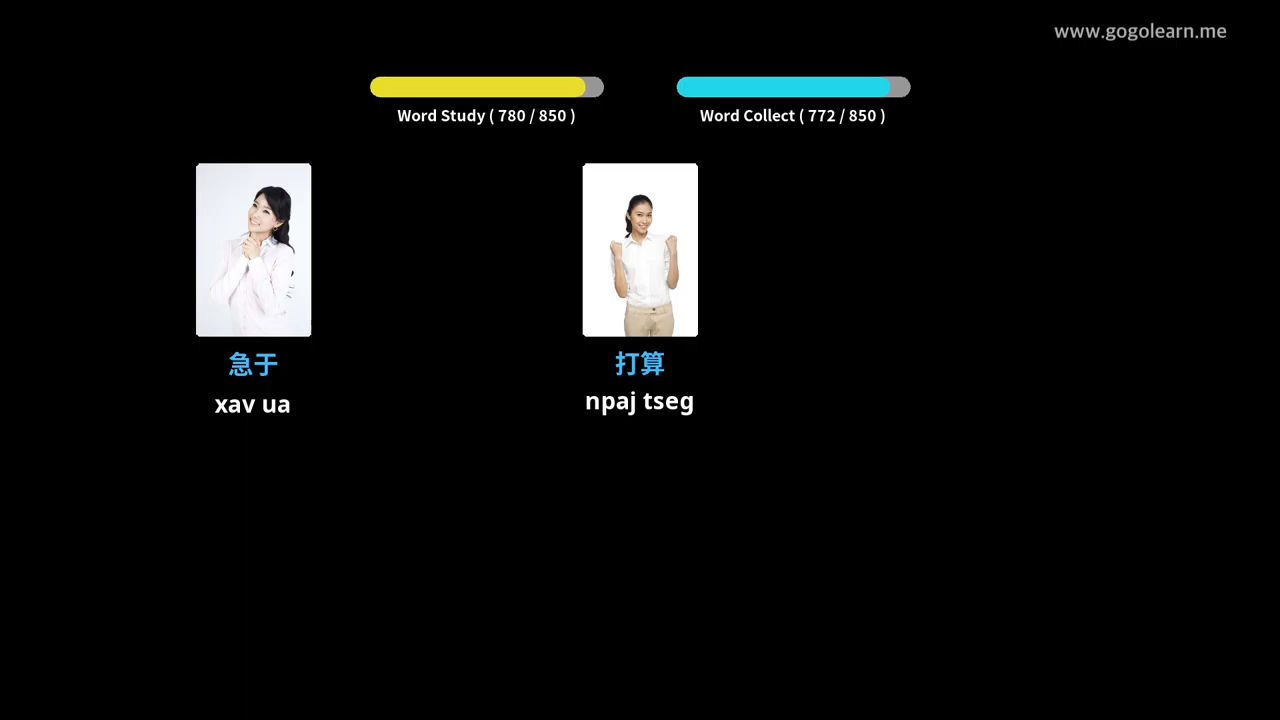 www.gogolearn.me
Word Study ( 780 / 850 )
Word Collect ( 772 / 850 )
急于
打算
xav ua
npaj tseg